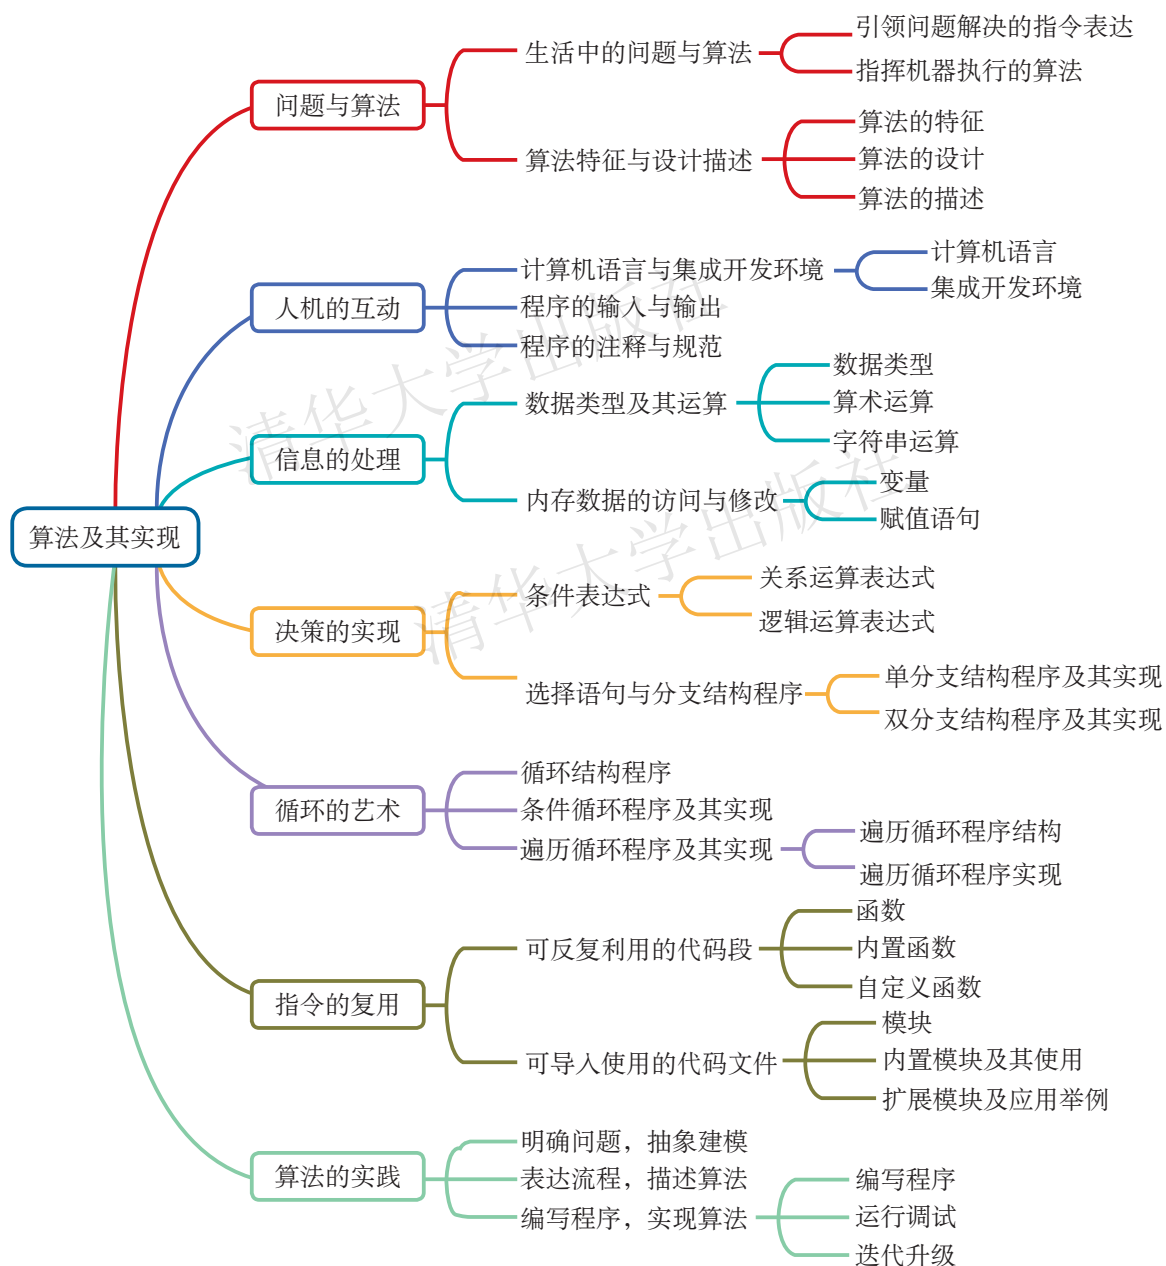 算法及其实现
问题与算法
生活中的问题与算法
引领问题解决的指令表达
指挥机器执行的算法
算法特征与设计描述
算法的特征
算法的设计
算法的描述
人机的互动
计算机语言与集成开发环境
计算机语言
集成开发环境
程序的输入与输出
程序的注释与规范
信息的处理
数据类型及其运算
数据类型
算术运算
字符串运算
内存数据的访问与修改
变量
赋值语句
决策的实现
条件表达式
关系运算表达式
逻辑运算表达式
选择语句与分支结构程序
单分支结构程序及其实现
双分支结构程序及其实现
循环的艺术
循环结构程序
条件循环程序及其实现
遍历循环程序及其实现
遍历循环程序结构
遍历循环程序实现
指令的复用
可反复利用的代码段
函数
内置函数
自定义函数
可导入使用的代码文件
模块
内置模块及其使用
扩展模块及应用举例
算法的实践
明确问题，抽象建模
表达流程，描述算法
编写程序，实现算法
编写程序
运行调试
迭代升级
清华大学出版社
清华大学出版社